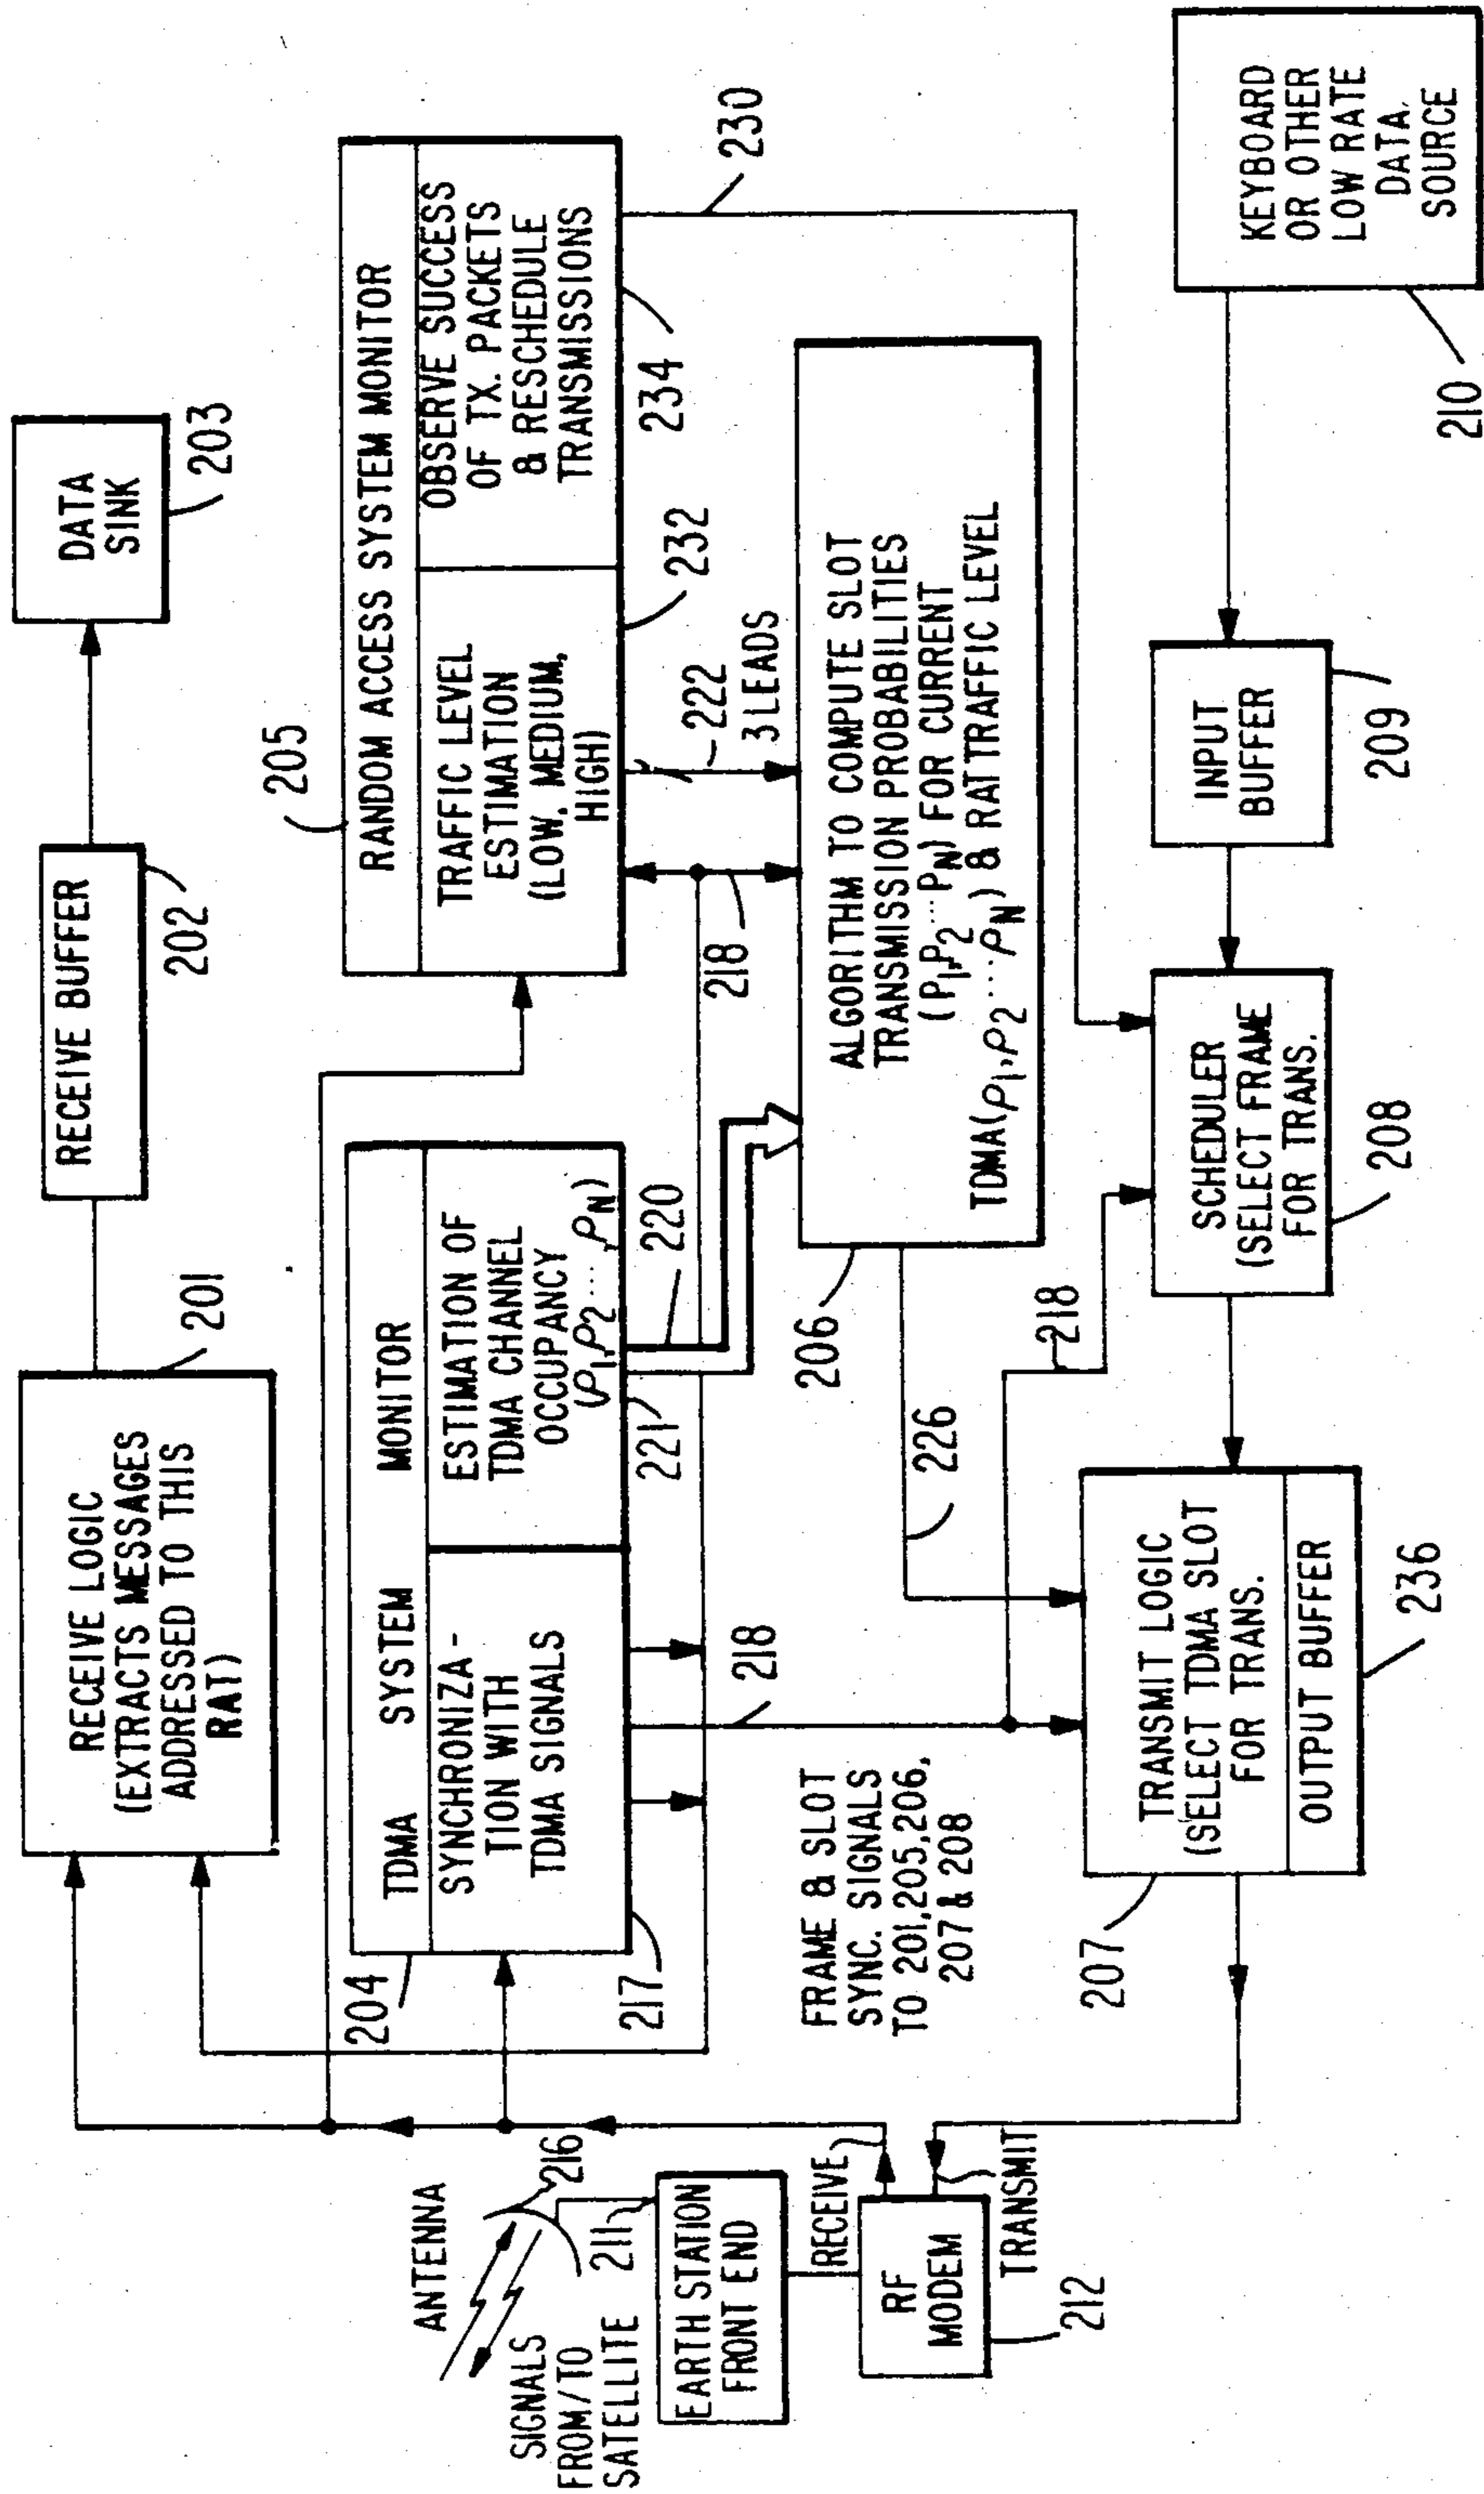 RECEIVE LOGIC
(EXTRACTS MESSAGES
ADDRESSED TO THIS
RAT)
201
RECEIVE BUFFER
202
DATA
SINK
203
204
TDMA SYSTEM MONITOR
SYNCHRONIZA-
TION WITH
TDMA SIGNALS
217
ESTIMATION OF
TDMA CHANNEL
OCCUPANCY
(ρ1,ρ2....ρN)
221
220
205
RANDOM ACCESS SYSTEM MONITOR
TRAFFIC LEVEL
ESTIMATION
(LOW, MEDIUM,
HIGH)
232
OBSERVE SUCCESS
OF TX. PACKETS
& RESCHEDULE
TRANSMISSIONS
234
230
222
3 LEADS
218
218
ANTENNA
216
SIGNALS
FROM/TO
SATELLITE
211
EARTH STATION
FRONT END
RECEIVE
RF
MODEM
TRANSMIT
212
FRAME & SLOT
SYNC. SIGNALS
TO 201,205,206,
207 & 208
206
ALGORITHM TO COMPUTE SLOT
TRANSMISSION PROBABILITIES
(P1,P2...PN) FOR CURRENT
TDMA(ρ1,ρ2....ρN) & RAT TRAFFIC LEVEL
226
218
207
TRANSMIT LOGIC
(SELECT TDMA SLOT
FOR TRANS.
OUTPUT BUFFER
236
SCHEDULER
(SELECT FRAME
FOR TRANS.
208
INPUT
BUFFER
209
KEYBOARD
OR OTHER
LOW RATE
DATA
SOURCE
210